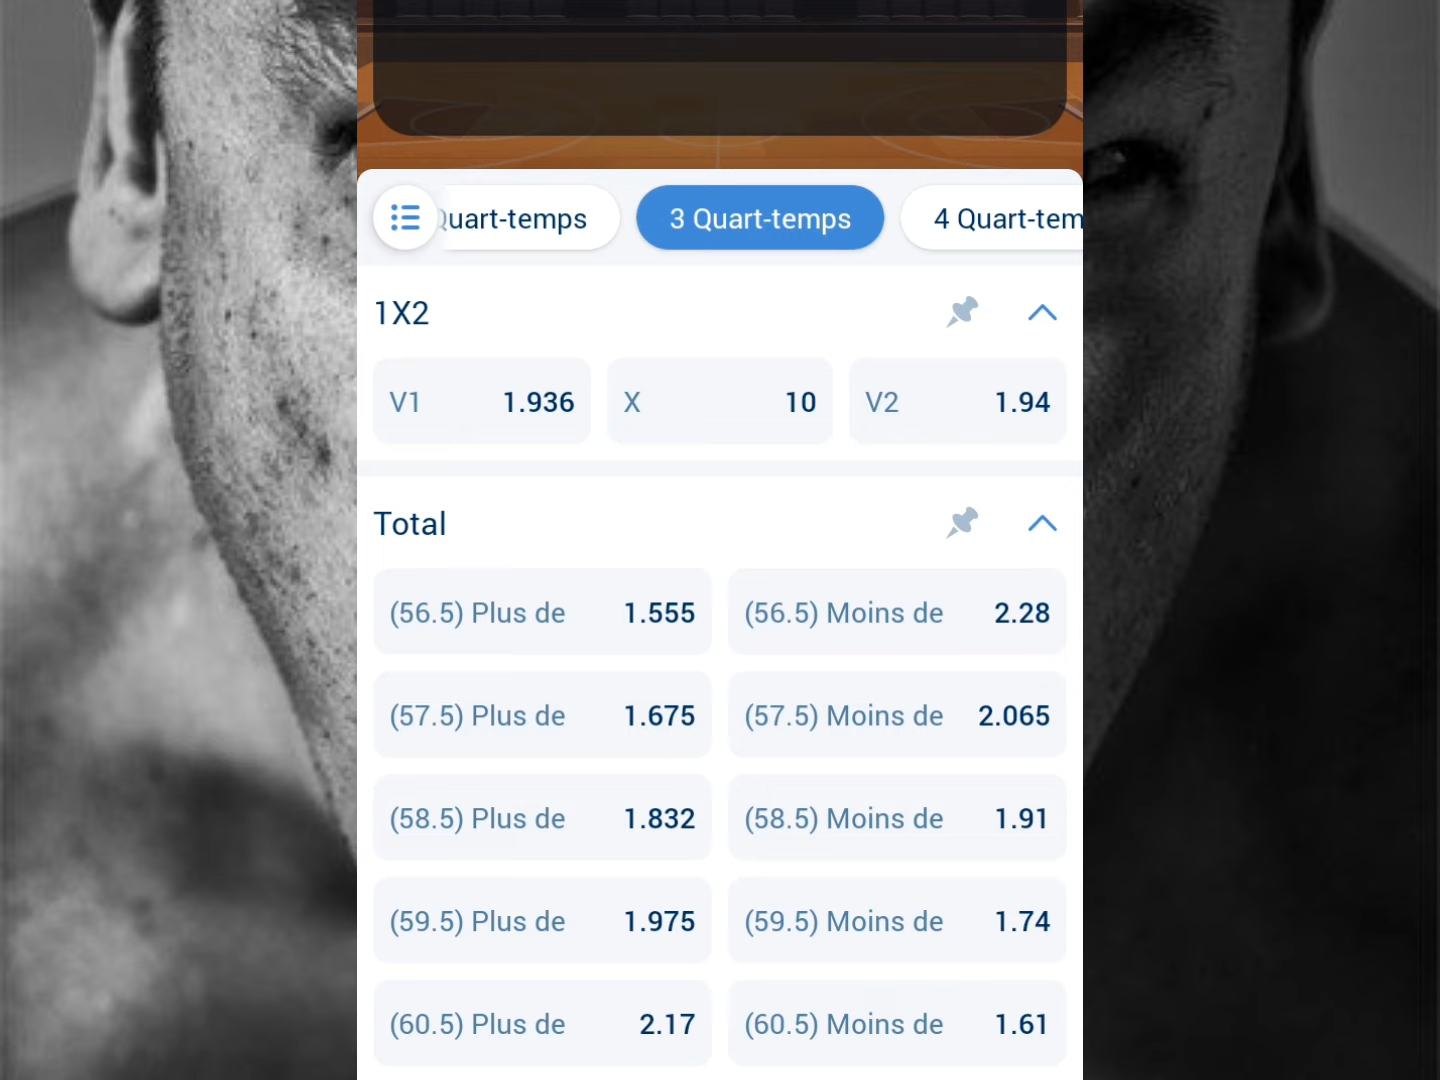 Quart-temps 3 Quart-temps 4 Quart-tem
1X2
V1 1.936 X 10 V2 1.94
Total
(56.5) Plus de 1.555 (56.5) Moins de 2.28
(57.5) Plus de 1.675 (57.5) Moins de 2.065
(58.5) Plus de 1.832 (58.5) Moins de 1.91
(59.5) Plus de 1.975 (59.5) Moins de 1.74
(60.5) Plus de 2.17 (60.5) Moins de 1.61